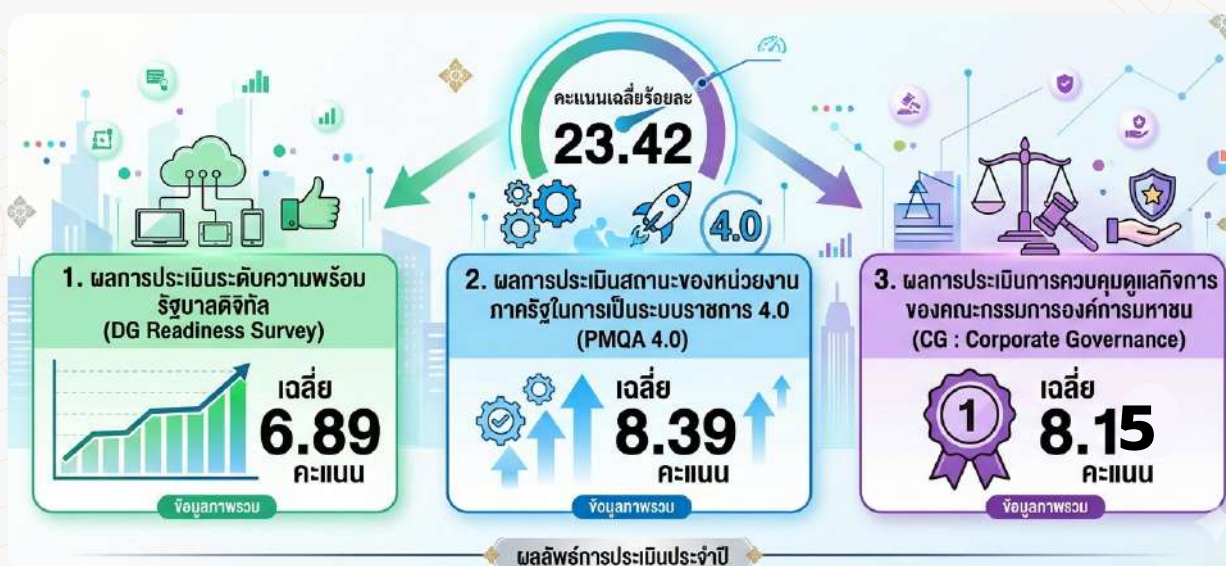 คะแนนเฉลี่ยร้อยละ
23.42
4.0
1. ผลการประเมินระดับความพร้อม
รัฐบาลดิจิทัล
(DG Readiness Survey)
เฉลี่ย
6.89
คะแนน
ข้อมูลภาพรวม
2. ผลการประเมินสถานะของหน่วยงาน
ภาครัฐในการเป็นระบบราชการ 4.0
(PMQA 4.0)
เฉลี่ย
8.39
คะแนน
ข้อมูลภาพรวม
3. ผลการประเมินการควบคุมดูแลกิจการ
ของคณะกรรมการองค์การมหาชน
(CG : Corporate Governance)
1
เฉลี่ย
8.15
คะแนน
ข้อมูลภาพรวม
ผลลัพธ์การประเมินประจำปี